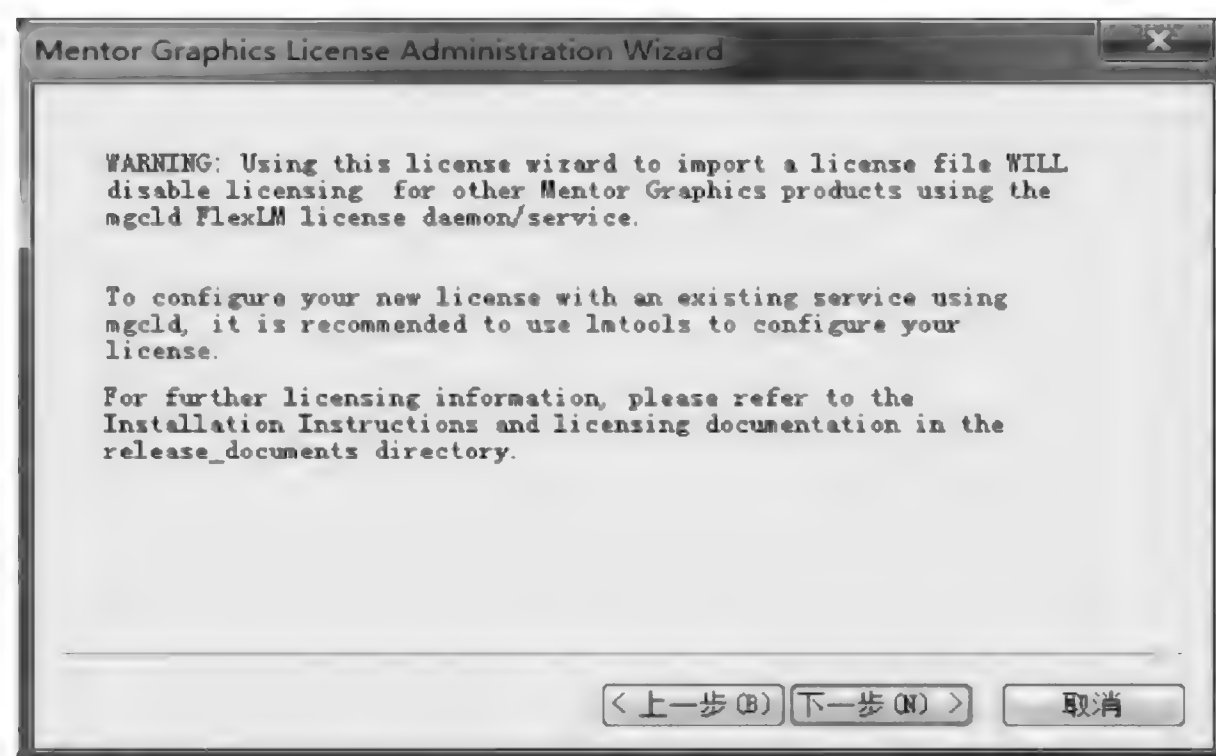 Mentor Graphics License Administration Wizard
WARNING: Using this license wizard to import a license file WILL
disable licensing for other Mentor Graphics products using the
mgcld FlexLM license daemon/service.
To configure your new license with an existing service using
mgcld, it is recommended to use lmtools to configure your
license.
For further licensing information, please refer to the
Installation Instructions and licensing documentation in the
release_documents directory.
< 上一步(B) 下一步(N) > 取消